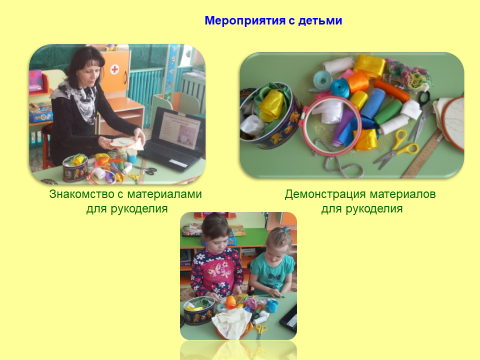 Мероприятия с детьми
Знакомство с материалами
для рукоделия
Демонстрация материалов
для рукоделия